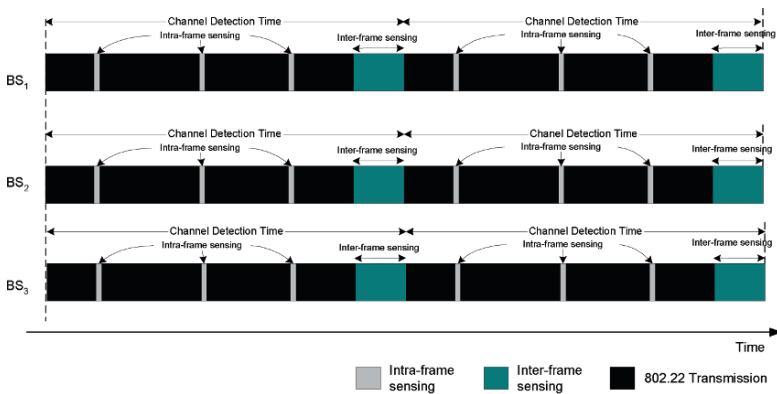 Channel Detection Time Channel Detection Time
Intra-frame sensing Inter-frame sensing Intra-frame sensing Inter-frame sensing
BS1
Channel Detection Time Chanel Detection Time
Intra-frame sensing Inter-frame sensing Intra-frame sensing Inter-frame sensing
BS2
Channel Detection Time Channel Detection Time
Intra-frame sensing Inter-frame sensing Intra-frame sensing Inter-frame sensing
BS3
Time
Intra-frame sensing
Inter-frame sensing
802.22 Transmission